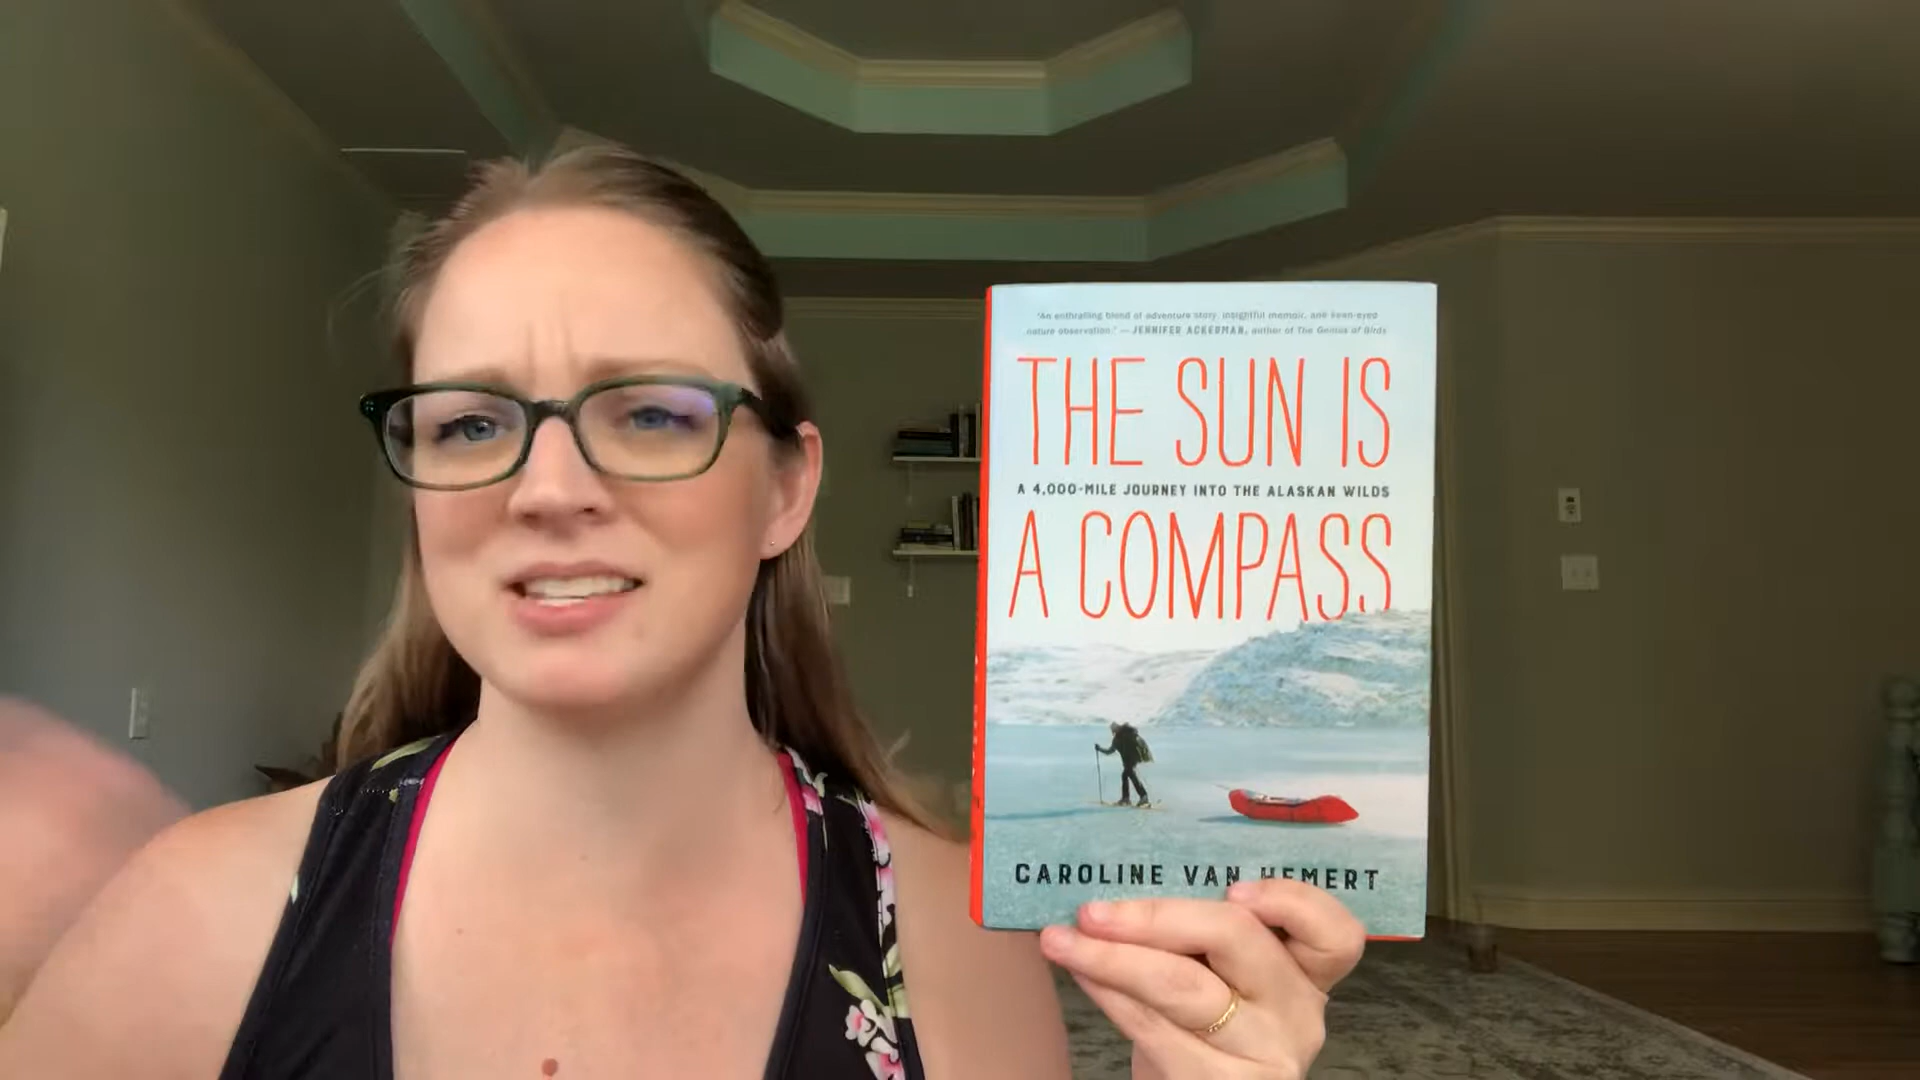 "An enthralling blend of adventure story, insightful memoir, and keen-eyed
nature observation." — JENNIFER ACKERMAN, author of The Genius of Birds
THE SUN IS
A 4,000-MILE JOURNEY INTO THE ALASKAN WILDS
A COMPASS
CAROLINE VAN HEMERT